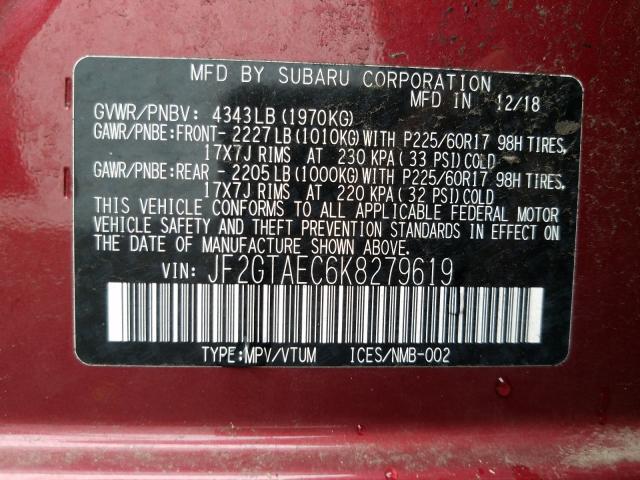 MFD BY SUBARU CORPORATION
MFD IN 12/18
GVWR/PNBV: 4343LB (1970KG)
GAWR/PNBE:FRONT- 2227LB (1010KG) WITH P225/60R17 98H TIRES,
17X7J RIMS AT 230 KPA( 33 PSI) COLD
GAWR/PNBE:REAR - 2205LB (1000KG) WITH P225/60R17 98H TIRES,
17X7J RIMS AT 220 KPA( 32 PSI) COLD
THIS VEHICLE CONFORMS TO ALL APPLICABLE FEDERAL MOTOR
VEHICLE SAFETY AND THEFT PREVENTION STANDARDS IN EFFECT ON
THE DATE OF MANUFACTURE SHOWN ABOVE.
VIN: JF2GTAEC6K8279619
TYPE:MPV/VTUM ICES/NMB-002